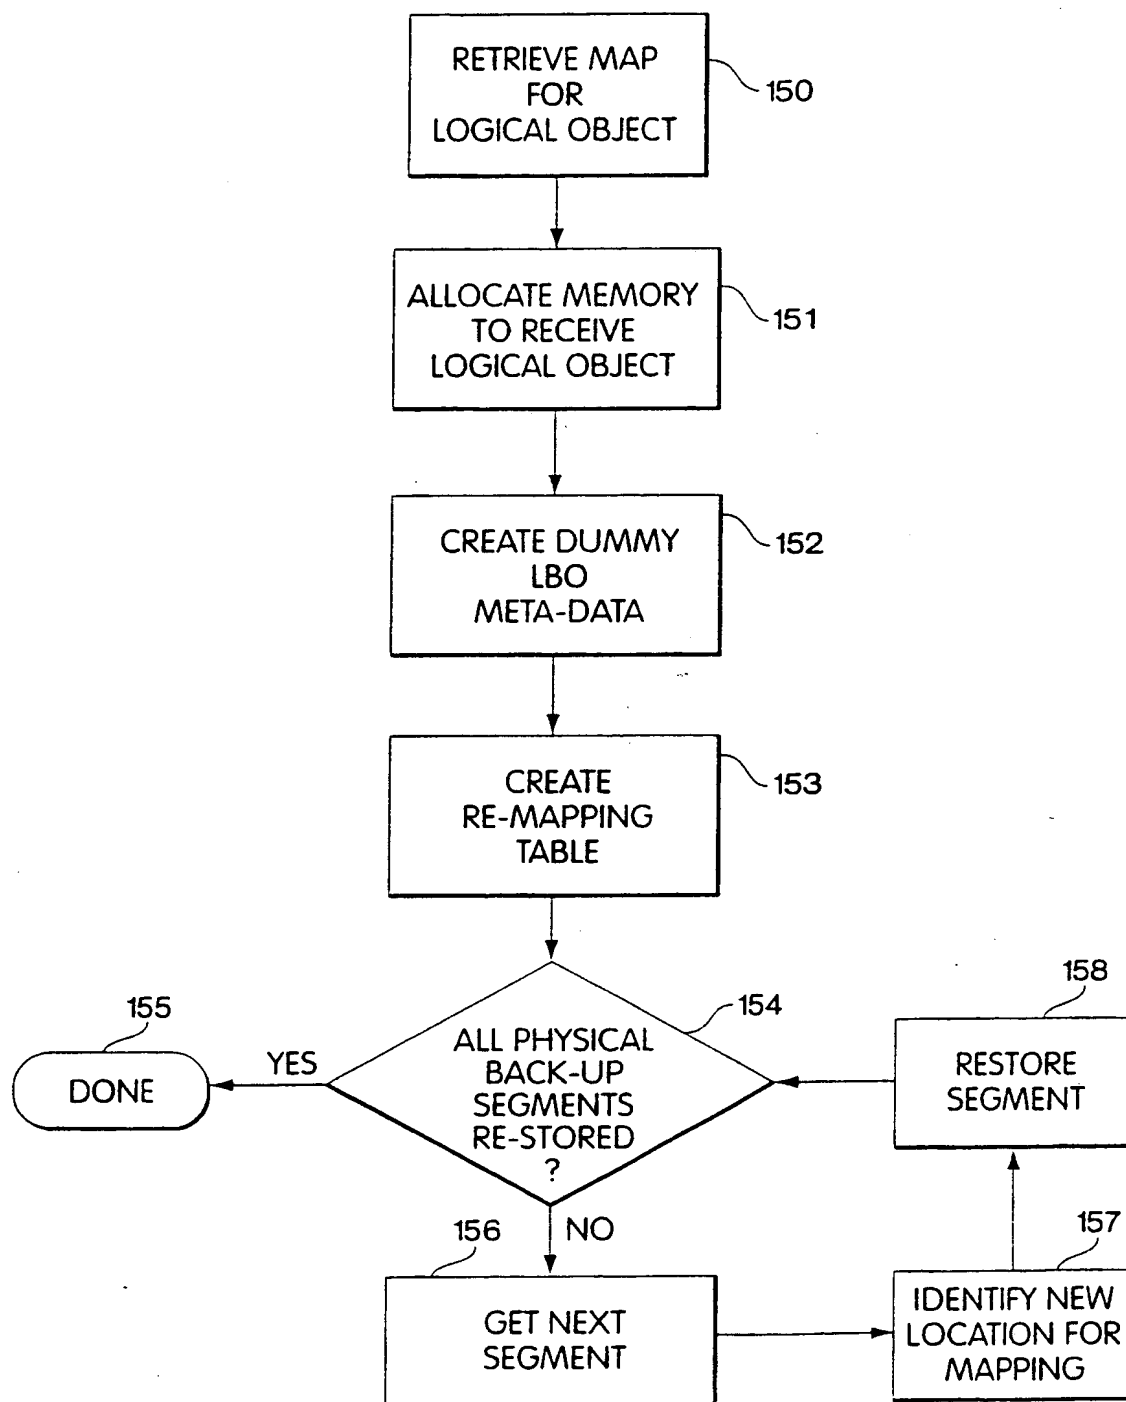 RETRIEVE MAP
FOR
LOGICAL OBJECT
150
ALLOCATE MEMORY
TO RECEIVE
LOGICAL OBJECT
151
CREATE DUMMY
LBO
META-DATA
152
CREATE
RE-MAPPING
TABLE
153
ALL PHYSICAL
BACK-UP
SEGMENTS
RE-STORED
?
154
YES
155
DONE
NO
156
GET NEXT
SEGMENT
157
IDENTIFY NEW
LOCATION FOR
MAPPING
158
RESTORE
SEGMENT